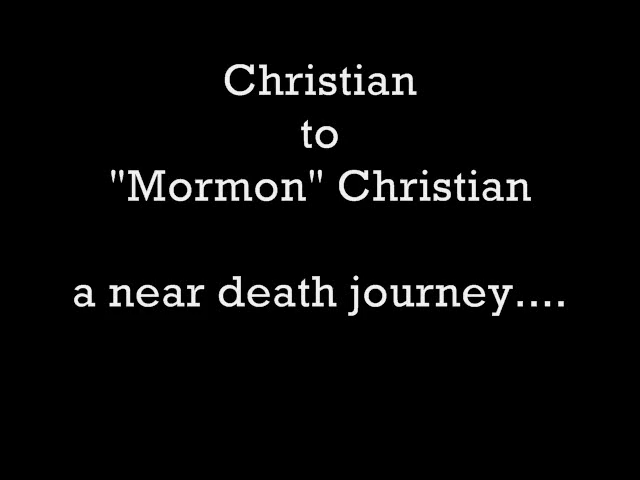 Christian
to
"Mormon" Christian
a near death journey....